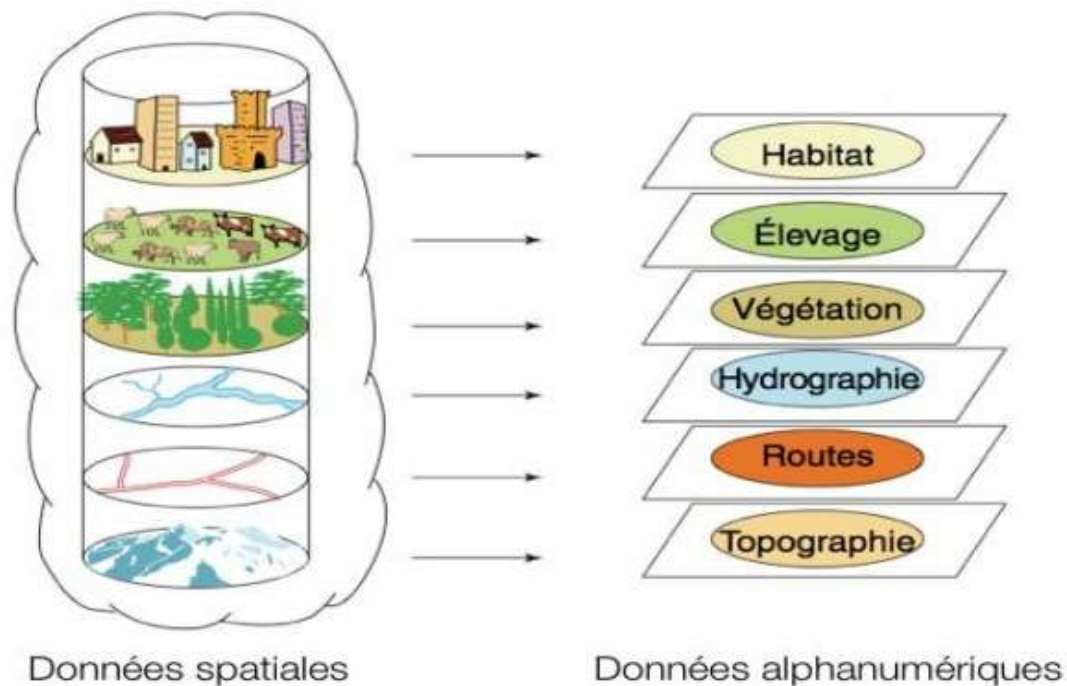 Habitat
Élevage
Végétation
Hydrographie
Routes
Topographie
Données spatiales
Données alphanumériques